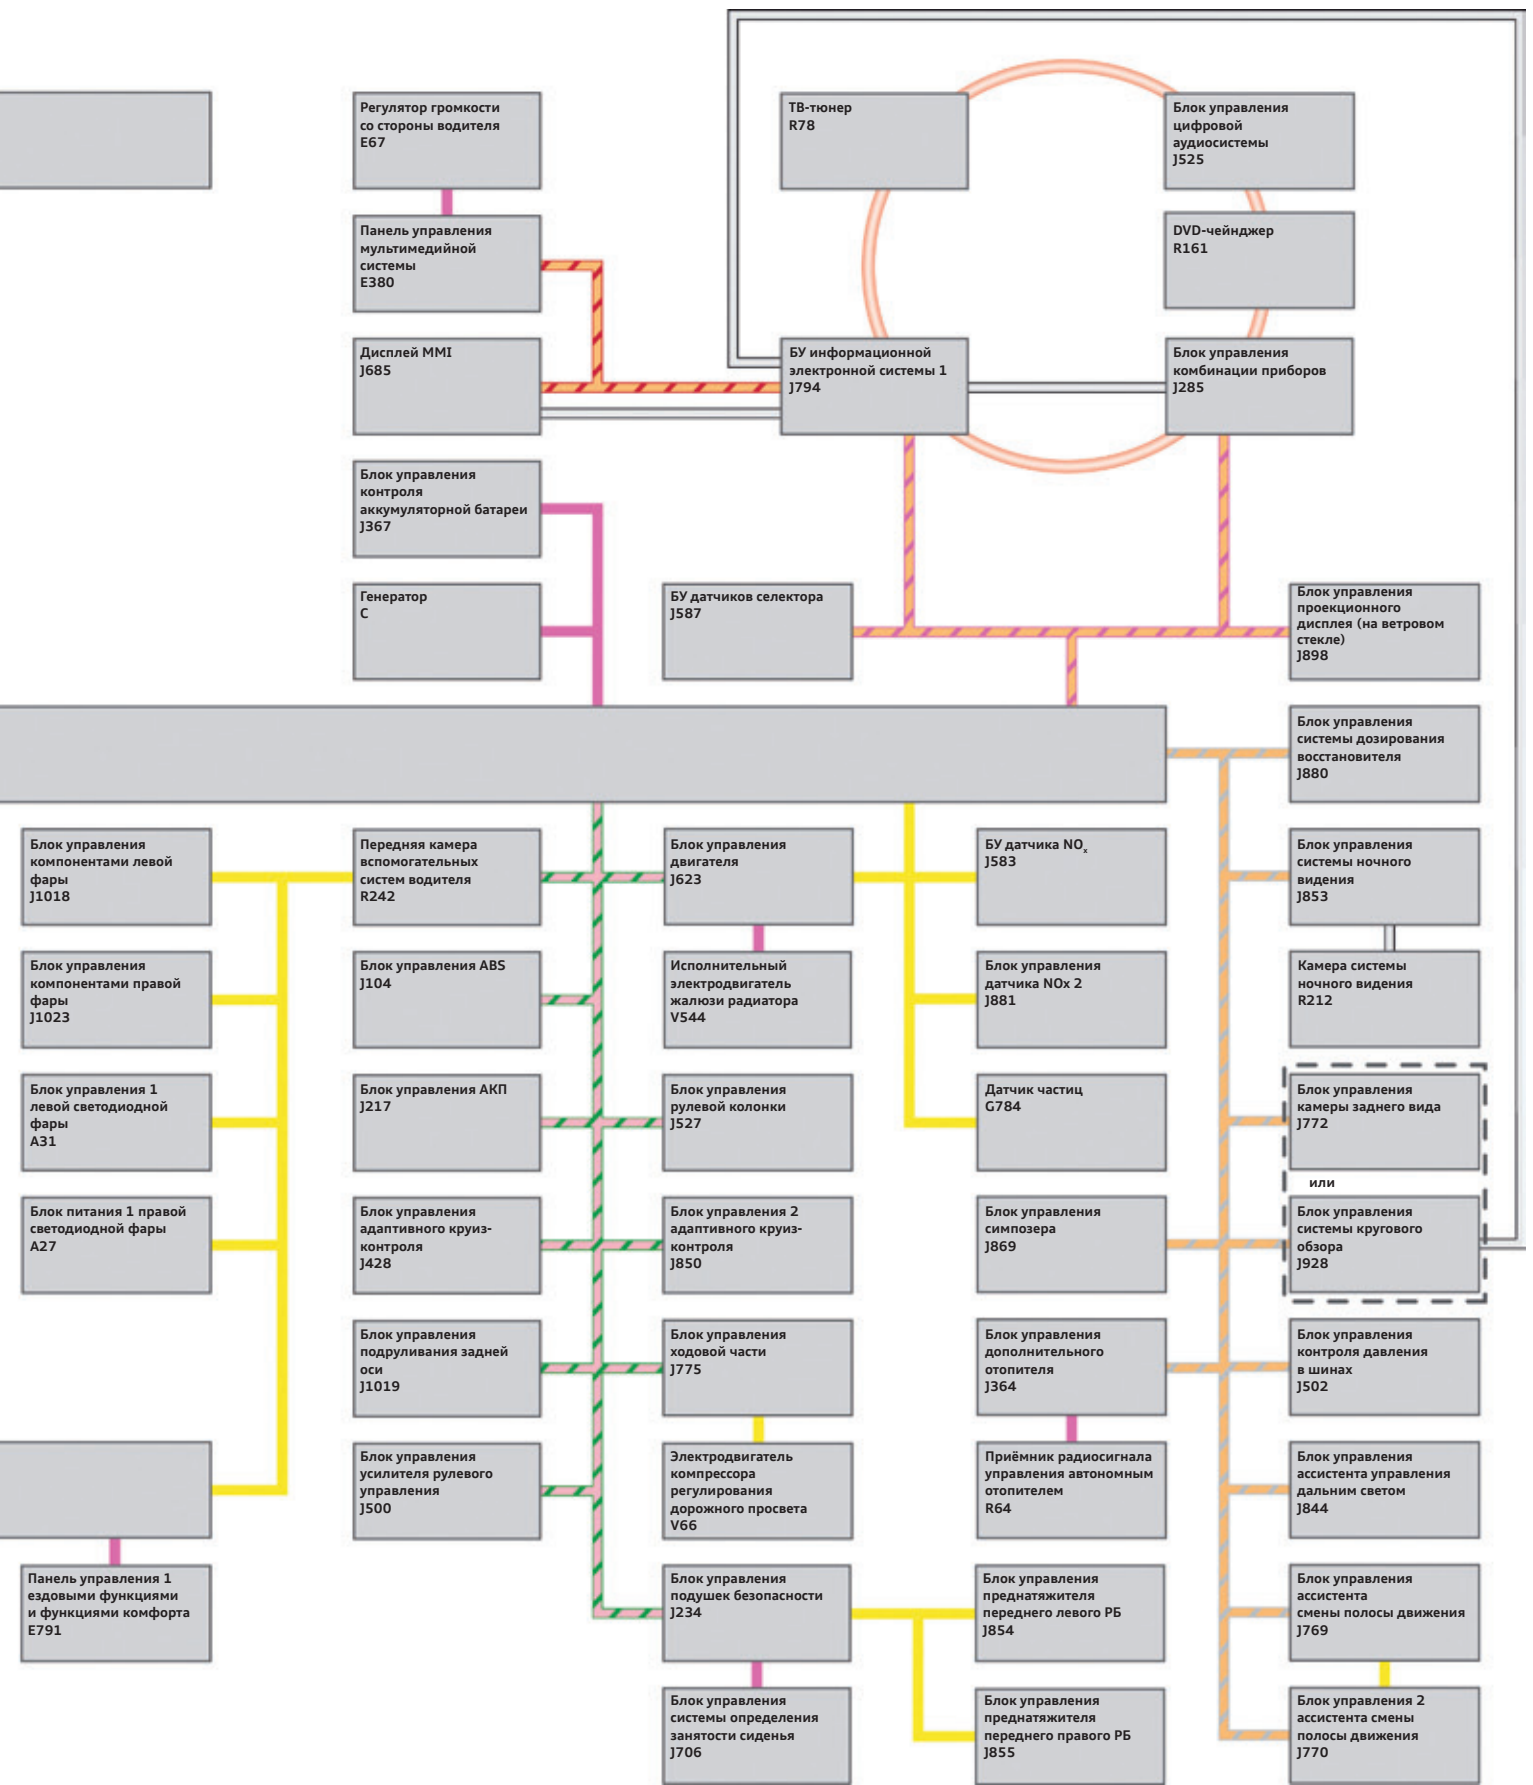 Регулятор громкости
со стороны водителя
E67
ТВ-тюнер
R78
Блок управления
цифровой
аудиосистемы
J525
Панель управления
мультимедийной
системы
E380
DVD-чейнджер
R161
Дисплей MMI
J685
БУ информационной
электронной системы 1
J794
Блок управления
комбинации приборов
J285
Блок управления
контроля
аккумуляторной батареи
J367
Генератор
C
БУ датчиков селектора
J587
Блок управления
проекционного
дисплея (на ветровом
стекле)
J898
Блок управления
системы дозирования
восстановителя
J880
Блок управления
компонентами левой
фары
J1018
Передняя камера
вспомогательных
систем водителя
R242
Блок управления
двигателя
J623
БУ датчика NOx
J583
Блок управления
системы ночного
видения
J853
Блок управления
компонентами правой
фары
J1023
Блок управления ABS
J104
Исполнительный
электродвигатель
жалюзи радиатора
V544
Блок управления
датчика NOx 2
J881
Камера системы
ночного видения
R212
Блок управления 1
левой светодиодной
фары
A31
Блок управления АКП
J217
Блок управления
рулевой колонки
J527
Датчик частиц
G784
Блок управления
камеры заднего вида
J772
или
Блок питания 1 правой
светодиодной фары
A27
Блок управления
адаптивного круиз-
контроля
J428
Блок управления 2
адаптивного круиз-
контроля
J850
Блок управления
симпозера
J869
Блок управления
системы кругового
обзора
J928
Блок управления
подруливания задней
оси
J1019
Блок управления
ходовой части
J775
Блок управления
дополнительного
отопителя
J364
Блок управления
контроля давления
в шинах
J502
Блок управления
усилителя рулевого
управления
J500
Электродвигатель
компрессора
регулирования
дорожного просвета
V66
Приёмник радиосигнала
управления автономным
отопителем
R64
Блок управления
ассистента управления
дальним светом
J844
Панель управления 1
ездовыми функциями
и функциями комфорта
E791
Блок управления
подушек безопасности
J234
Блок управления
преднатяжителя
переднего левого РБ
J854
Блок управления
ассистента
смены полосы движения
J769
Блок управления
системы определения
занятости сиденья
J706
Блок управления
преднатяжителя
переднего правого РБ
J855
Блок управления 2
ассистента смены
полосы движения
J770